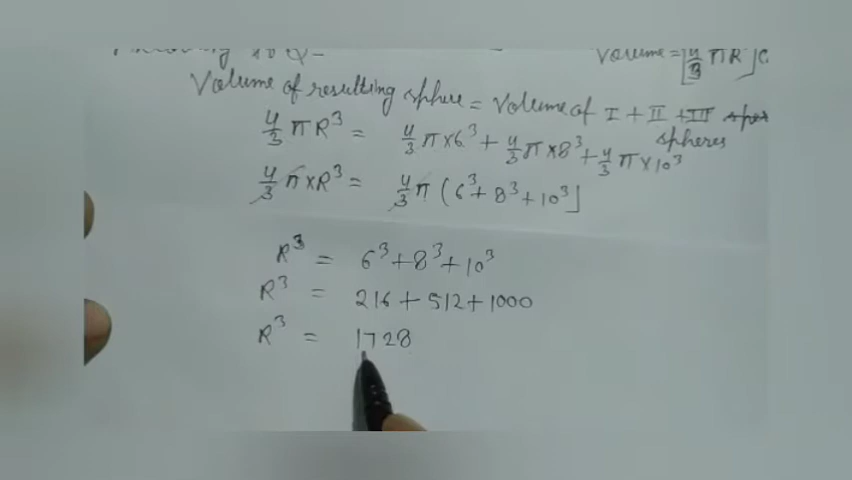 Volume = [4/3 πR
Volume of resulting sphere = Volume of I + II + III spheres
4/3 πR³ = 4/3 π×6³ + 4/3 π×8³ + 4/3 π×10³
4/3 π×R³ = 4/3 π (6³ + 8³ + 10³]
R³ = 6³ + 8³ + 10³
R³ = 216 + 512 + 1000
R³ = 1728